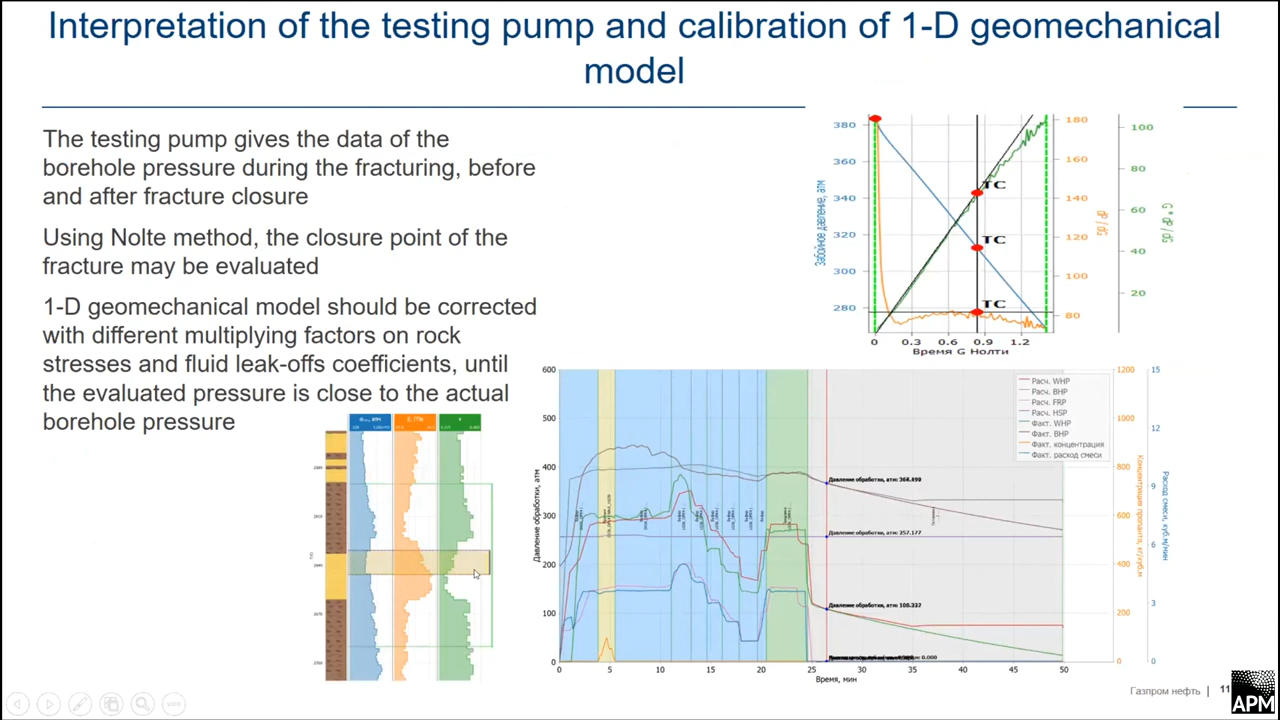 Interpretation of the testing pump and calibration of 1-D geomechanical
model
The testing pump gives the data of the
borehole pressure during the fracturing, before
and after fracture closure
Using Nolte method, the closure point of the
fracture may be evaluated
1-D geomechanical model should be corrected
with different multiplying factors on rock
stresses and fluid leak-offs coefficients, until
the evaluated pressure is close to the actual
borehole pressure
380
360
340
320
300
280
Забойное давление, атм
TC
TC
TC
0 0.3 0.6 0.9 1.2
Время G Нолти
180
160
140
120
100
80
dP / dG
100
80
60
40
20
G * dP / dG
600
500
400
300
200
100
0
Давление обработки, атм
0 5 10 15 20 25 30 35 40 45 50
Время, мин
Расч. WHP
Расч. BHP
Расч. FRP
Расч. HSP
Факт. WHP
Факт. BHP
Факт. концентрация
Факт. расход смеси
Давление обработки, атм: 368.890
Давление обработки, атм: 257.177
Давление обработки, атм: 108.337
1200
1000
800
600
400
200
0
Концентрация пропанта, кг/куб.м
15
12
9
6
3
0
Расход смеси, куб.м/мин
Газпром нефть | 11
APM